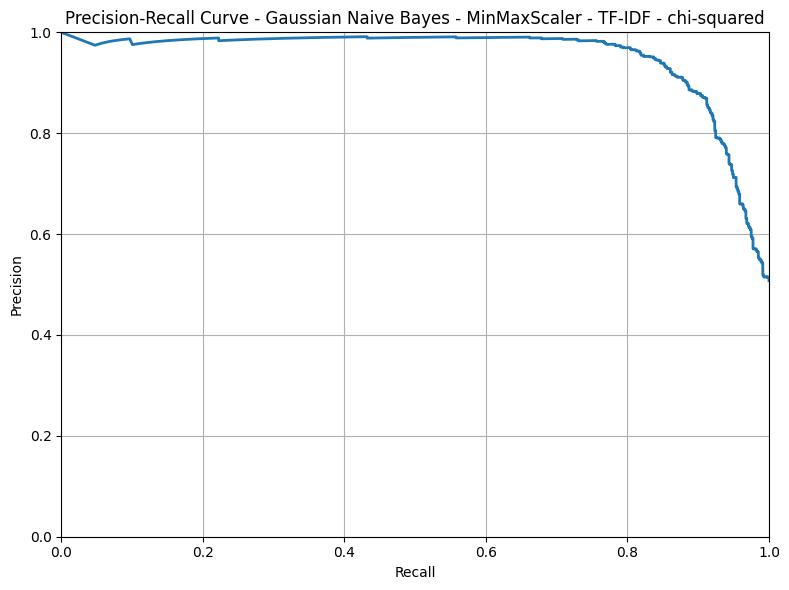 Precision-Recall Curve - Gaussian Naive Bayes - MinMaxScaler - TF-IDF - chi-squared
1.0
0.8
0.6
0.4
0.2
0.0
Precision
0.0 0.2 0.4 0.6 0.8 1.0
Recall